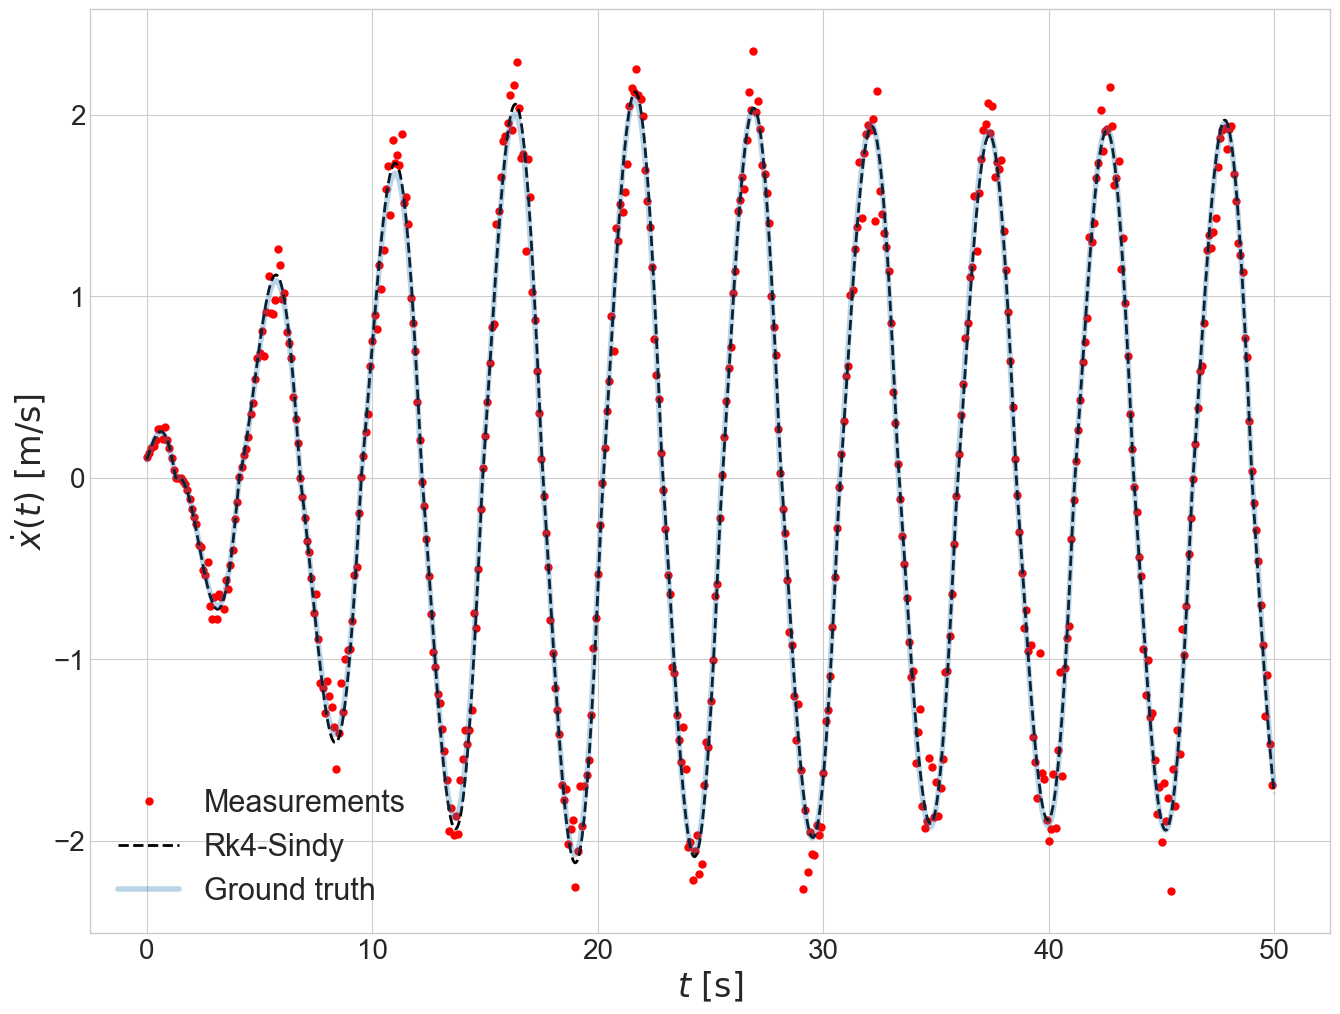 2
1
0
−1
−2
ẋ(t) [m/s]
Measurements
Rk4-Sindy
Ground truth
0 10 20 30 40 50
t [s]